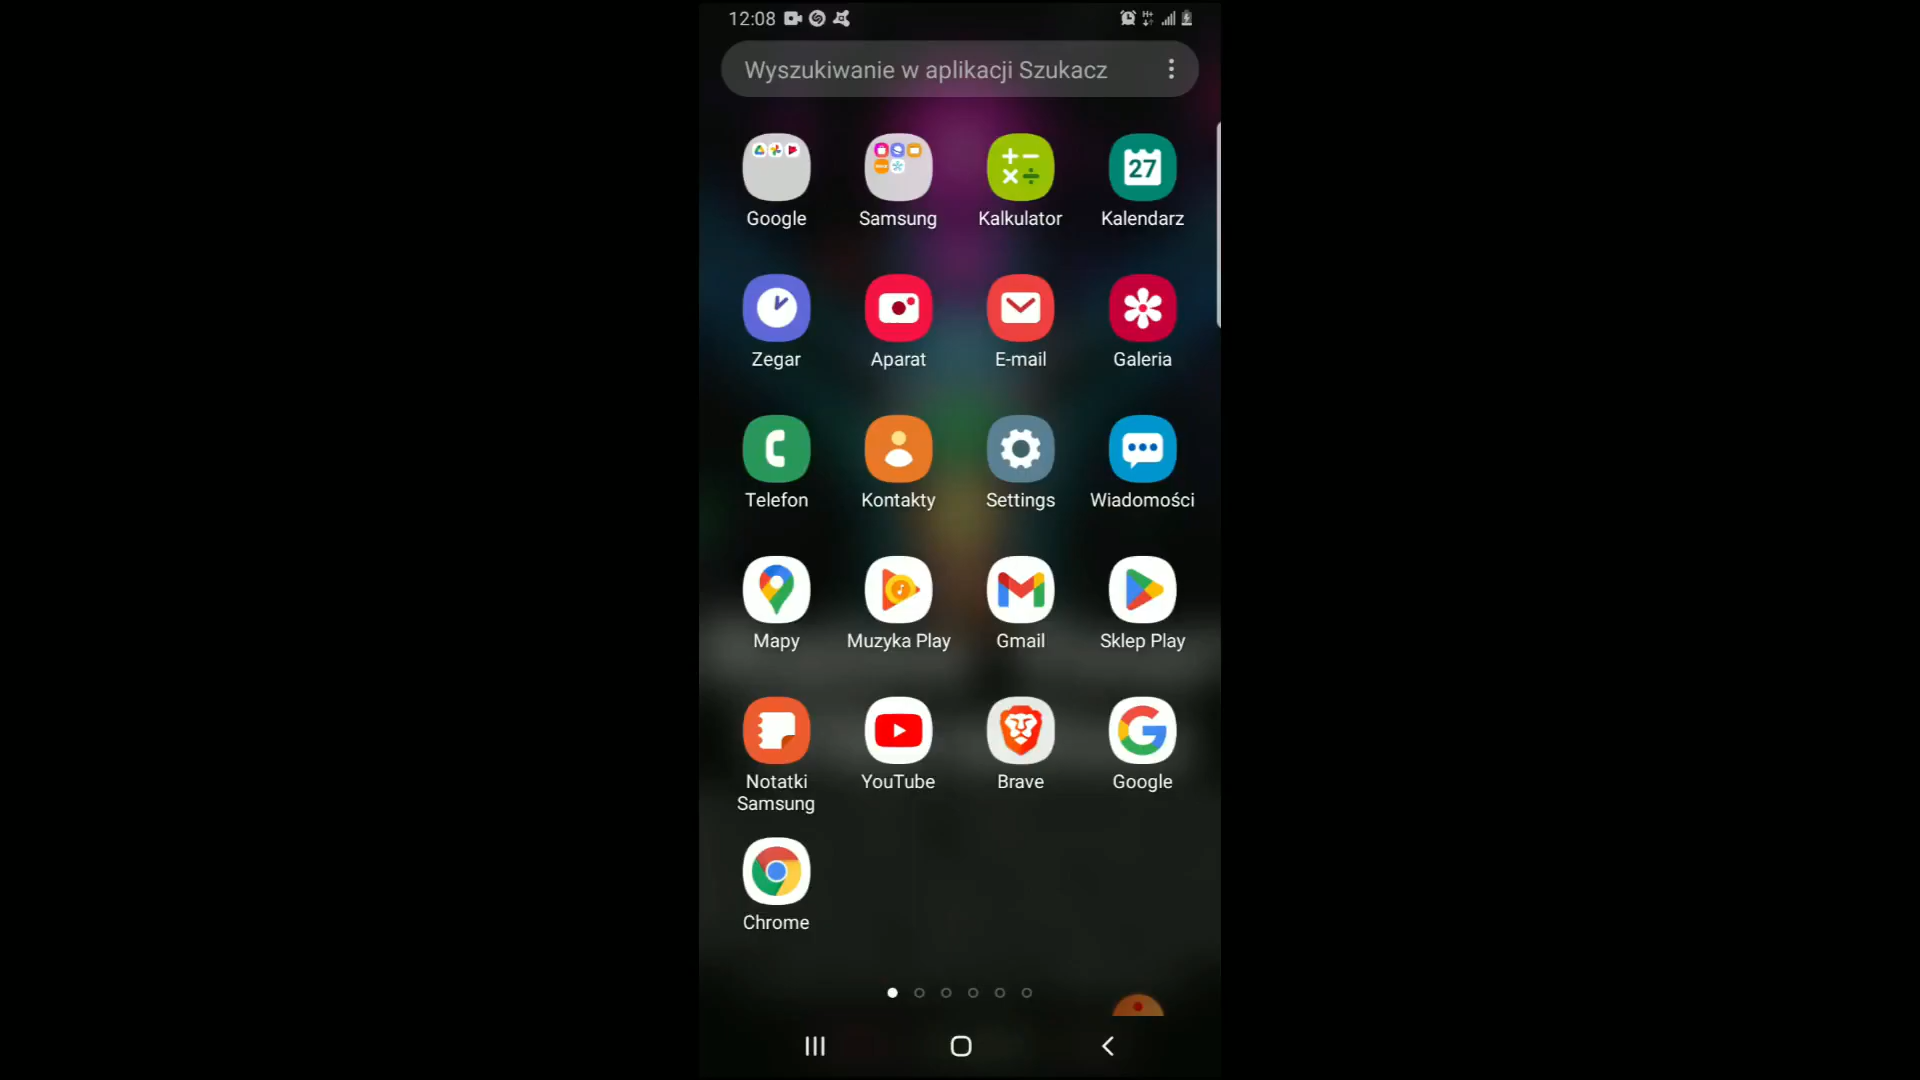 12:08
Wyszukiwanie w aplikacji Szukacz
27
Google Samsung Kalkulator Kalendarz
Zegar Aparat E-mail Galeria
Telefon Kontakty Settings Wiadomości
Mapy Muzyka Play Gmail Sklep Play
Notatki Samsung YouTube Brave Google
Chrome